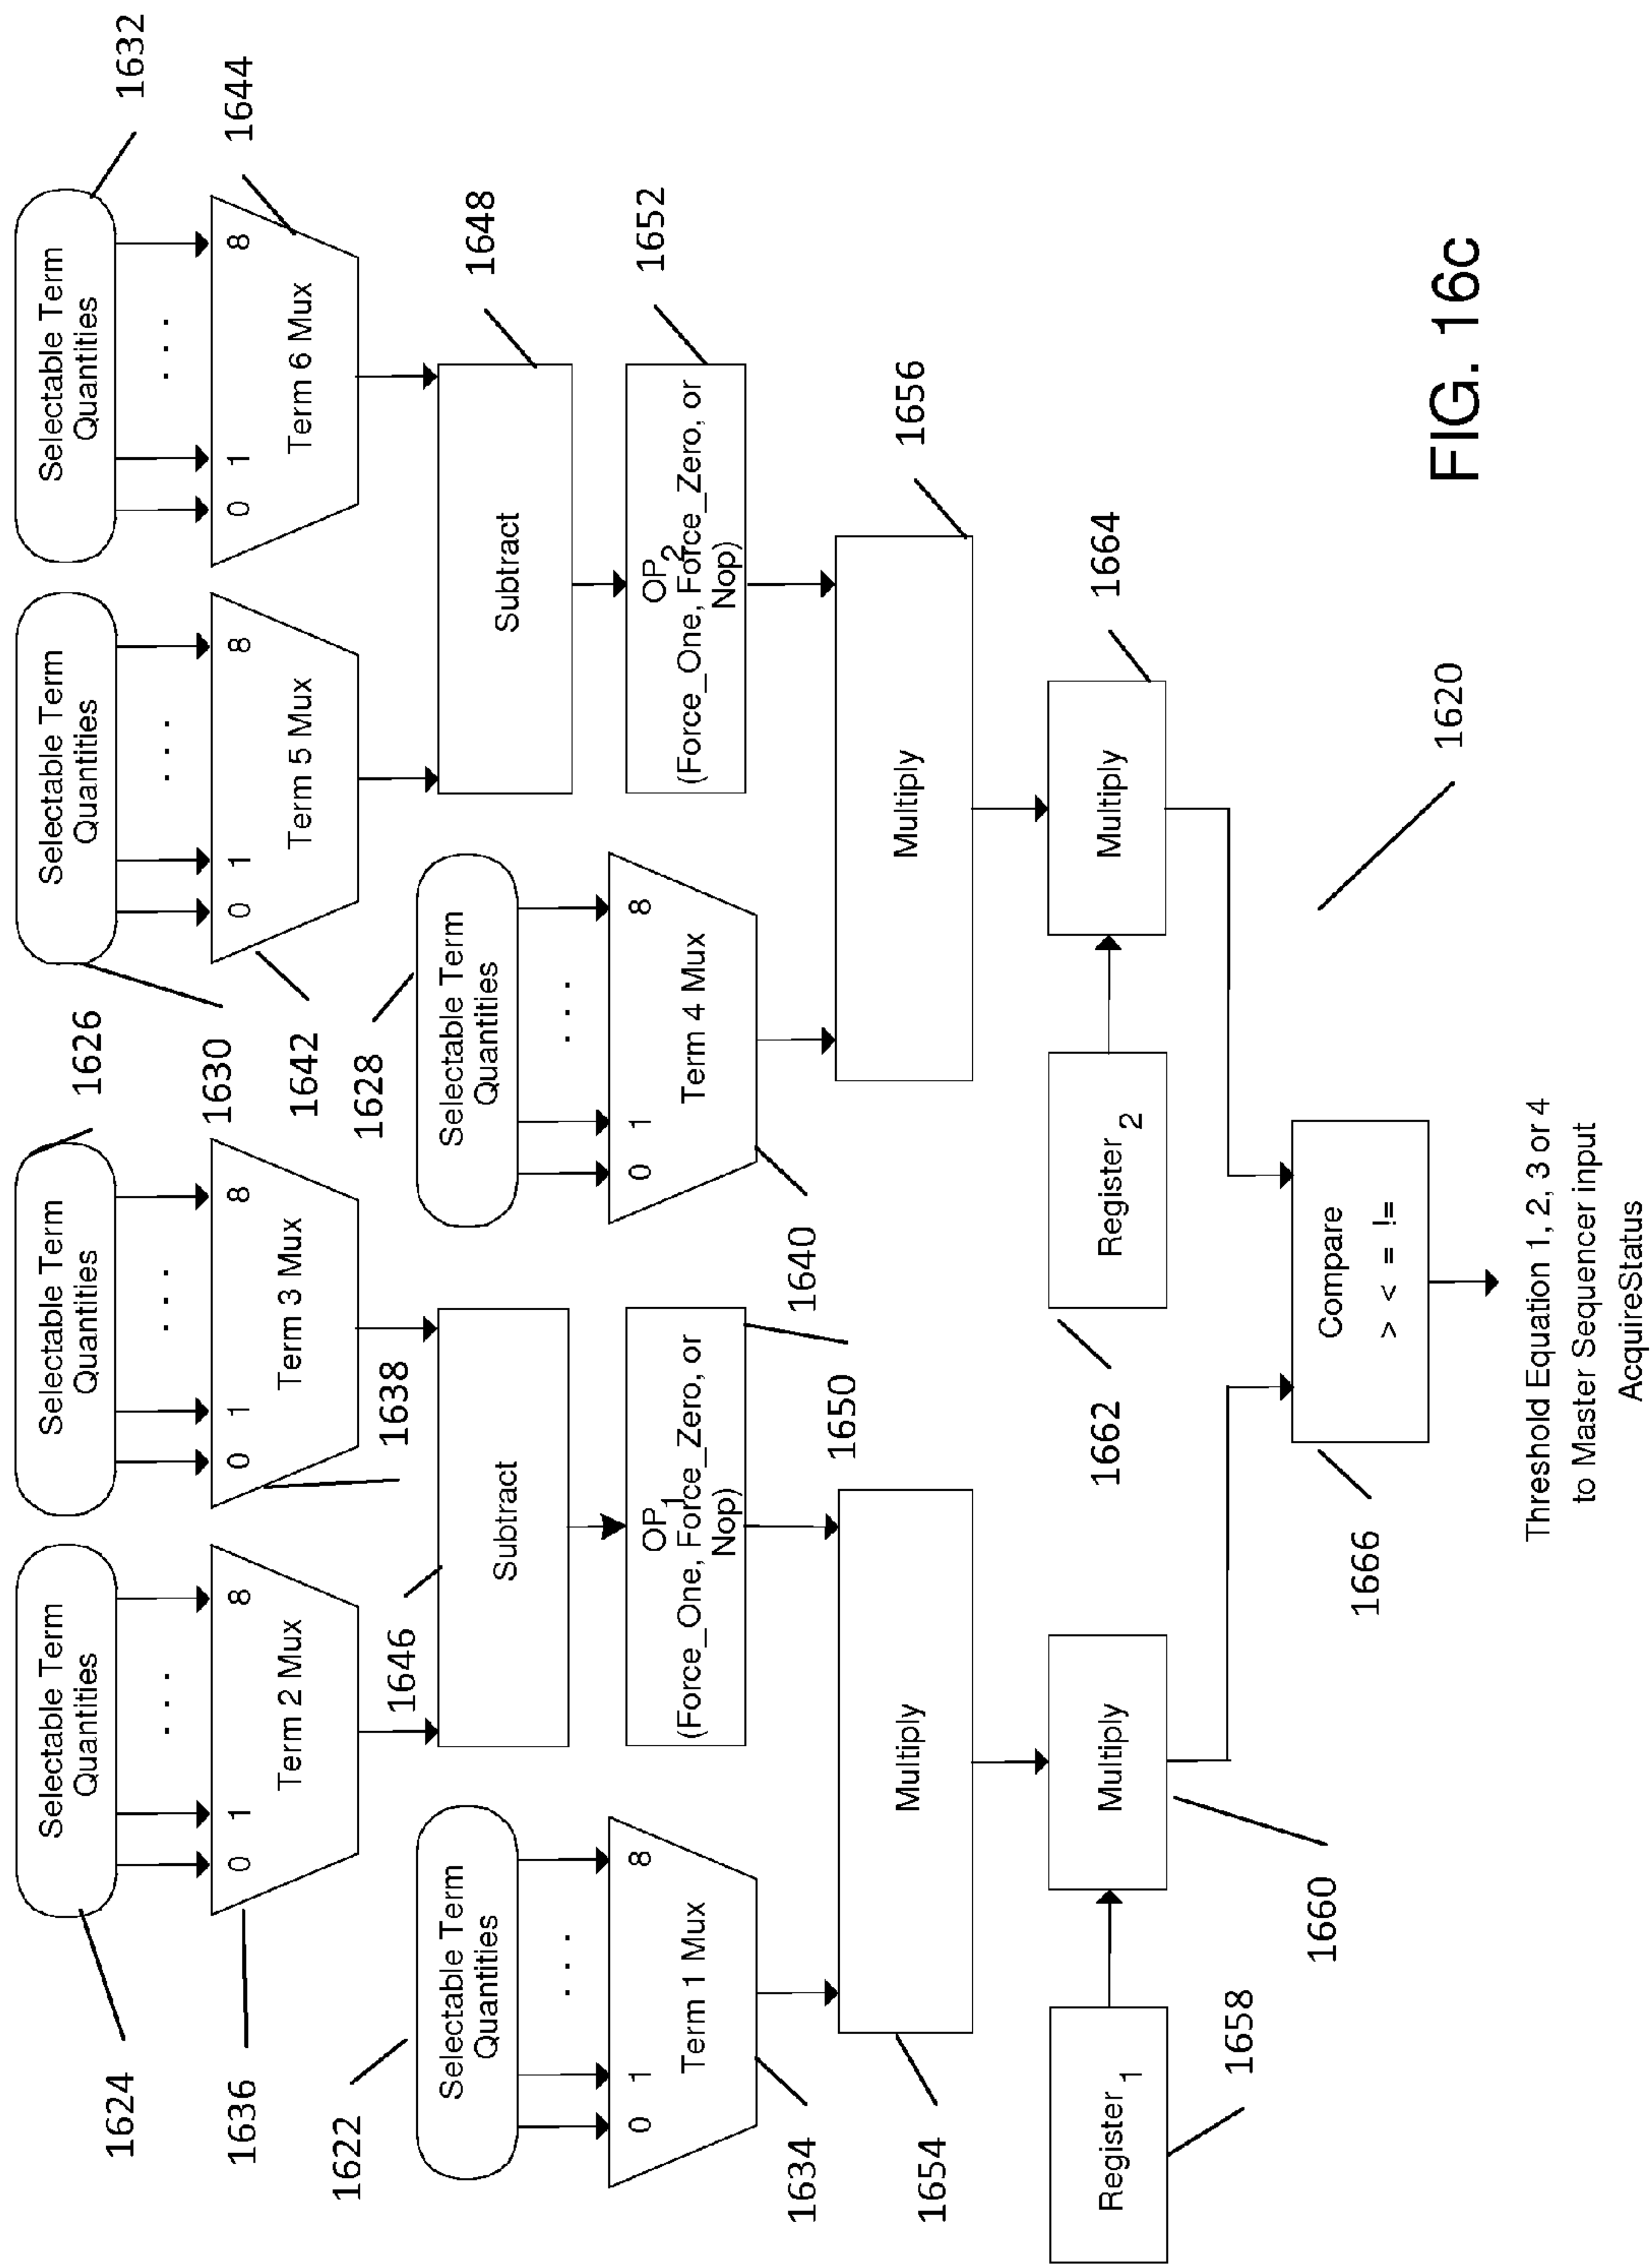 1624
1626
1632
Selectable Term
Quantities
Selectable Term
Quantities
Selectable Term
Quantities
Selectable Term
Quantities
1636
0 1 . . . 8
Term 2 Mux
0 1 . . . 8
Term 3 Mux
1630
0 1 . . . 8
Term 5 Mux
0 1 . . . 8
Term 6 Mux
1644
1642
1622
1646
1638
1628
1648
Selectable Term
Quantities
Subtract
Selectable Term
Quantities
Subtract
0 1 . . . 8
Term 1 Mux
OP1
(Force_One, Force_Zero, or
Nop)
0 1 . . . 8
Term 4 Mux
OP2
(Force_One, Force_Zero, or
Nop)
1652
1634
1640
1650
1654
Multiply
Multiply
1656
Register1
Multiply
1662
Register2
Multiply
1664
1658
1660
1666
Compare
> < = !=
1620
FIG. 16c
Threshold Equation 1, 2, 3 or 4
to Master Sequencer input
AcquireStatus